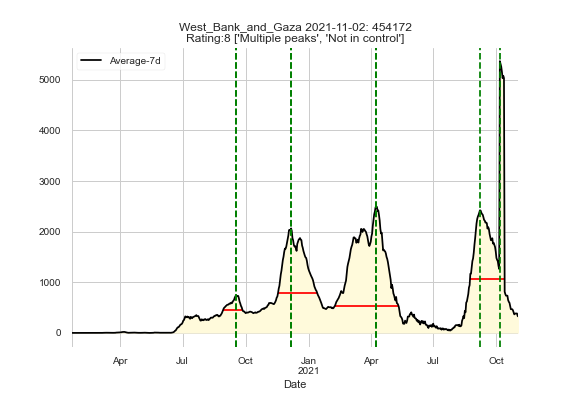 West_Bank_and_Gaza 2021-11-02: 454172
Rating:8 ['Multiple peaks', 'Not in control']
Average-7d
5000
4000
3000
2000
1000
0
Apr
Jul
Oct
Jan
2021
Apr
Jul
Oct
Date